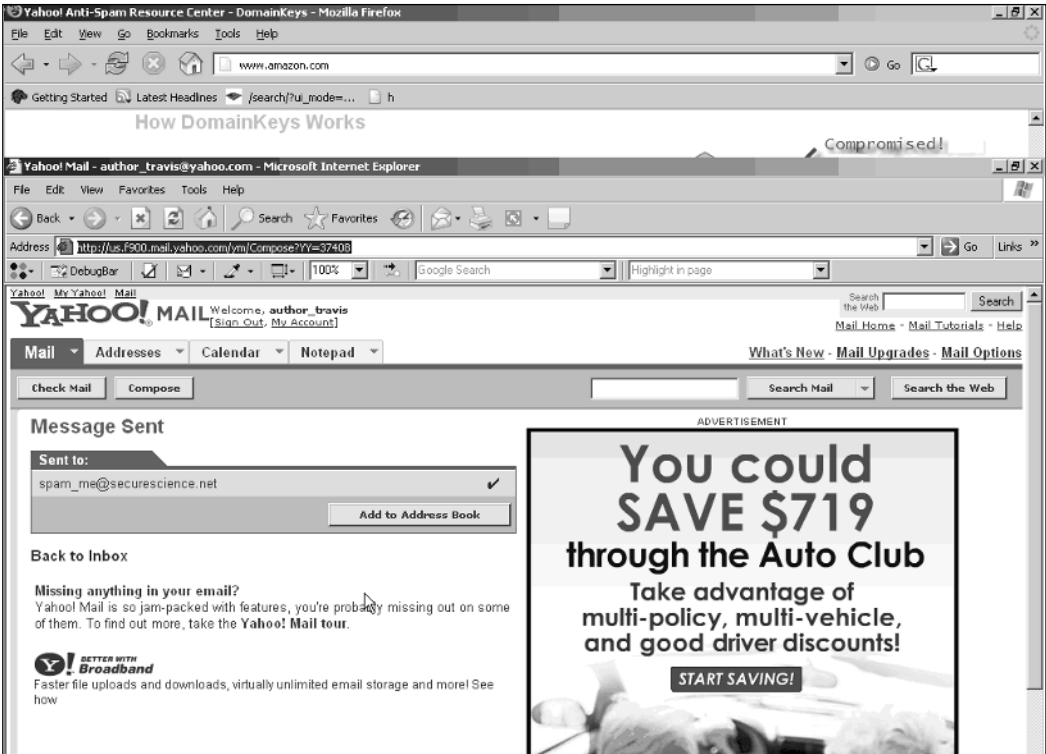 Yahoo! Anti-Spam Resource Center - DomainKeys - Mozilla Firefox
File Edit View Go Bookmarks Tools Help
www.amazon.com Go G
Getting Started Latest Headlines /search/?ui_mode=... h
How DomainKeys Works
Compromised!
Yahoo! Mail - author_travis@yahoo.com - Microsoft Internet Explorer
File Edit View Favorites Tools Help
Back Search Favorites
Address http://us.f900.mail.yahoo.com/ym/Compose?YY=37408 Go Links »
DebugBar 100% Google Search Highlight in page
Yahoo! My Yahoo! Mail
YAHOO! MAIL Welcome, author_travis
[Sign Out, My Account]
Search the Web Search
Mail Home - Mail Tutorials - Help
Mail Addresses Calendar Notepad What's New - Mail Upgrades - Mail Options
Check Mail Compose Search Mail Search the Web
Message Sent
Sent to:
spam_me@securescience.net
Add to Address Book
Back to Inbox
Missing anything in your email?
Yahoo! Mail is so jam-packed with features, you're probably missing out on some
of them. To find out more, take the Yahoo! Mail tour.
Y! BETTER WITH
Broadband
Faster file uploads and downloads, virtually unlimited email storage and more! See
how
ADVERTISEMENT
You could
SAVE $719
through the Auto Club
Take advantage of
multi-policy, multi-vehicle,
and good driver discounts!
START SAVING!